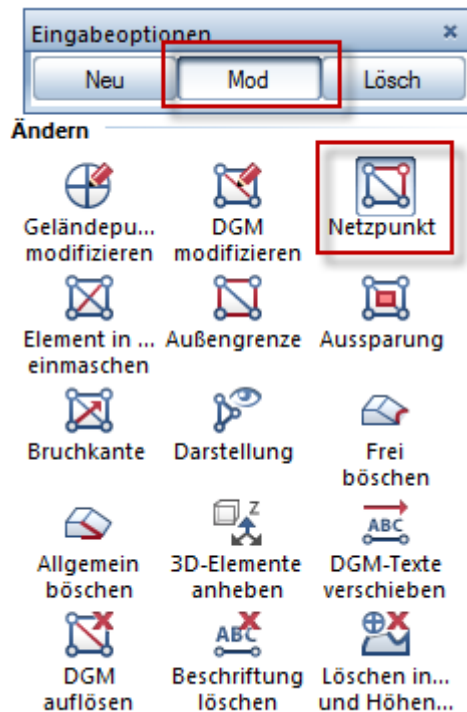 Eingabeoptionen
Neu Mod Lösch
Ändern
Geländepu... DGM Netzpunkt
modifizieren modifizieren
Element in ... Außengrenze Aussparung
einmaschen
Bruchkante Darstellung Frei
böschen
Z
ABC
Allgemein 3D-Elemente DGM-Texte
böschen anheben verschieben
ABC
DGM Beschriftung Löschen in...
auflösen löschen und Höhen...